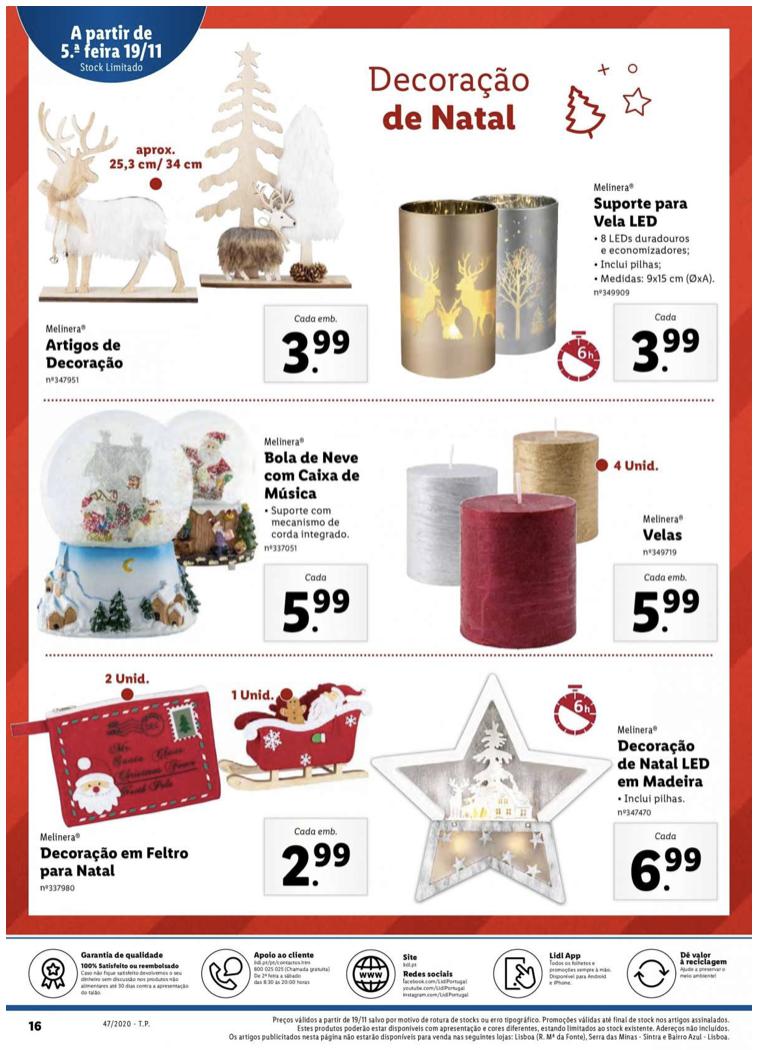 A partir de
5.ª feira 19/11
Stock Limitado
Decoração
de Natal
aprox.
25,3 cm/ 34 cm
Melinera®
Artigos de
Decoração
nº347951
Cada emb.
3.99
Melinera®
Suporte para
Vela LED
• 8 LEDs duradouros
e economizadores;
• Inclui pilhas;
• Medidas: 9x15 cm (ØxA).
nº349909
6h
Cada
3.99
Melinera®
Bola de Neve
com Caixa de
Música
• Suporte com
mecanismo de
corda integrado.
nº337051
Cada
5.99
4 Unid.
Melinera®
Velas
nº349719
Cada emb.
5.99
2 Unid.
1 Unid.
Melinera®
Decoração em Feltro
para Natal
nº337980
Cada emb.
2.99
6h
Melinera®
Decoração
de Natal LED
em Madeira
• Inclui pilhas.
nº347470
Cada
6.99
Garantia de qualidade
100% Satisfeito ou reembolsado
Caso não fique satisfeito devolvemos o seu
dinheiro sem discussão nos produtos não
alimentares até 30 dias contra a apresentação
do talão.
Apoio ao cliente
lidl.pt/pt/contactos.htm
800 025 025 (Chamada gratuita)
De 2ª feira a sábado
das 8:30 às 20:00 horas
WWW
Site
lidl.pt
Redes sociais
facebook.com/LidlPortugal
youtube.com/LidlPortugal
instagram.com/LidlPortugal
Lidl App
Todos os folhetos e
promoções sempre à mão.
Disponível para Android
e iPhone.
Dê valor
à reciclagem
Ajude a preservar o
meio ambiente!
16
47/2020 - T.P.
Preços válidos a partir de 19/11 salvo por motivo de rotura de stocks ou erro tipográfico. Promoções válidas até final de stock nos artigos assinalados.
Estes produtos poderão estar disponíveis com apresentação e cores diferentes, estando limitados ao stock existente. Adereços não incluídos.
Os artigos publicitados nesta página não estarão disponíveis para venda nas seguintes lojas: Lisboa (R. Mª da Fonte), Serra das Minas - Sintra e Bairro Azul - Lisboa.